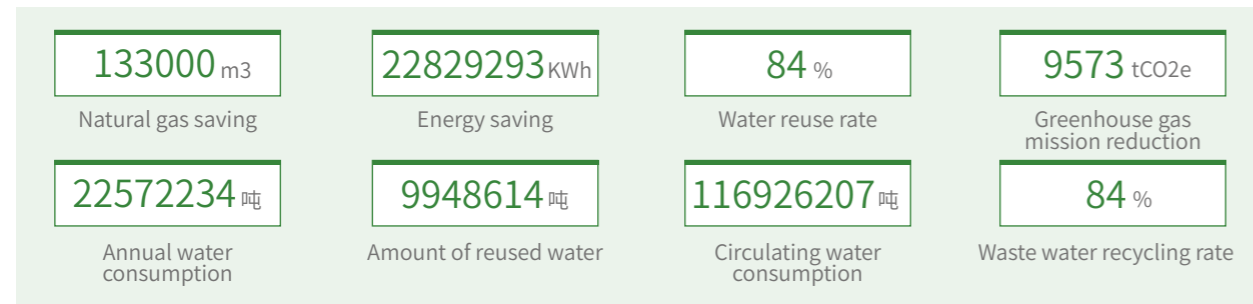 133000 m3
22829293 KWh
84 %
9573 tCO2e
Natural gas saving
Energy saving
Water reuse rate
Greenhouse gas
mission reduction
22572234 吨
9948614 吨
116926207 吨
84 %
Annual water
consumption
Amount of reused water
Circulating water
consumption
Waste water recycling rate